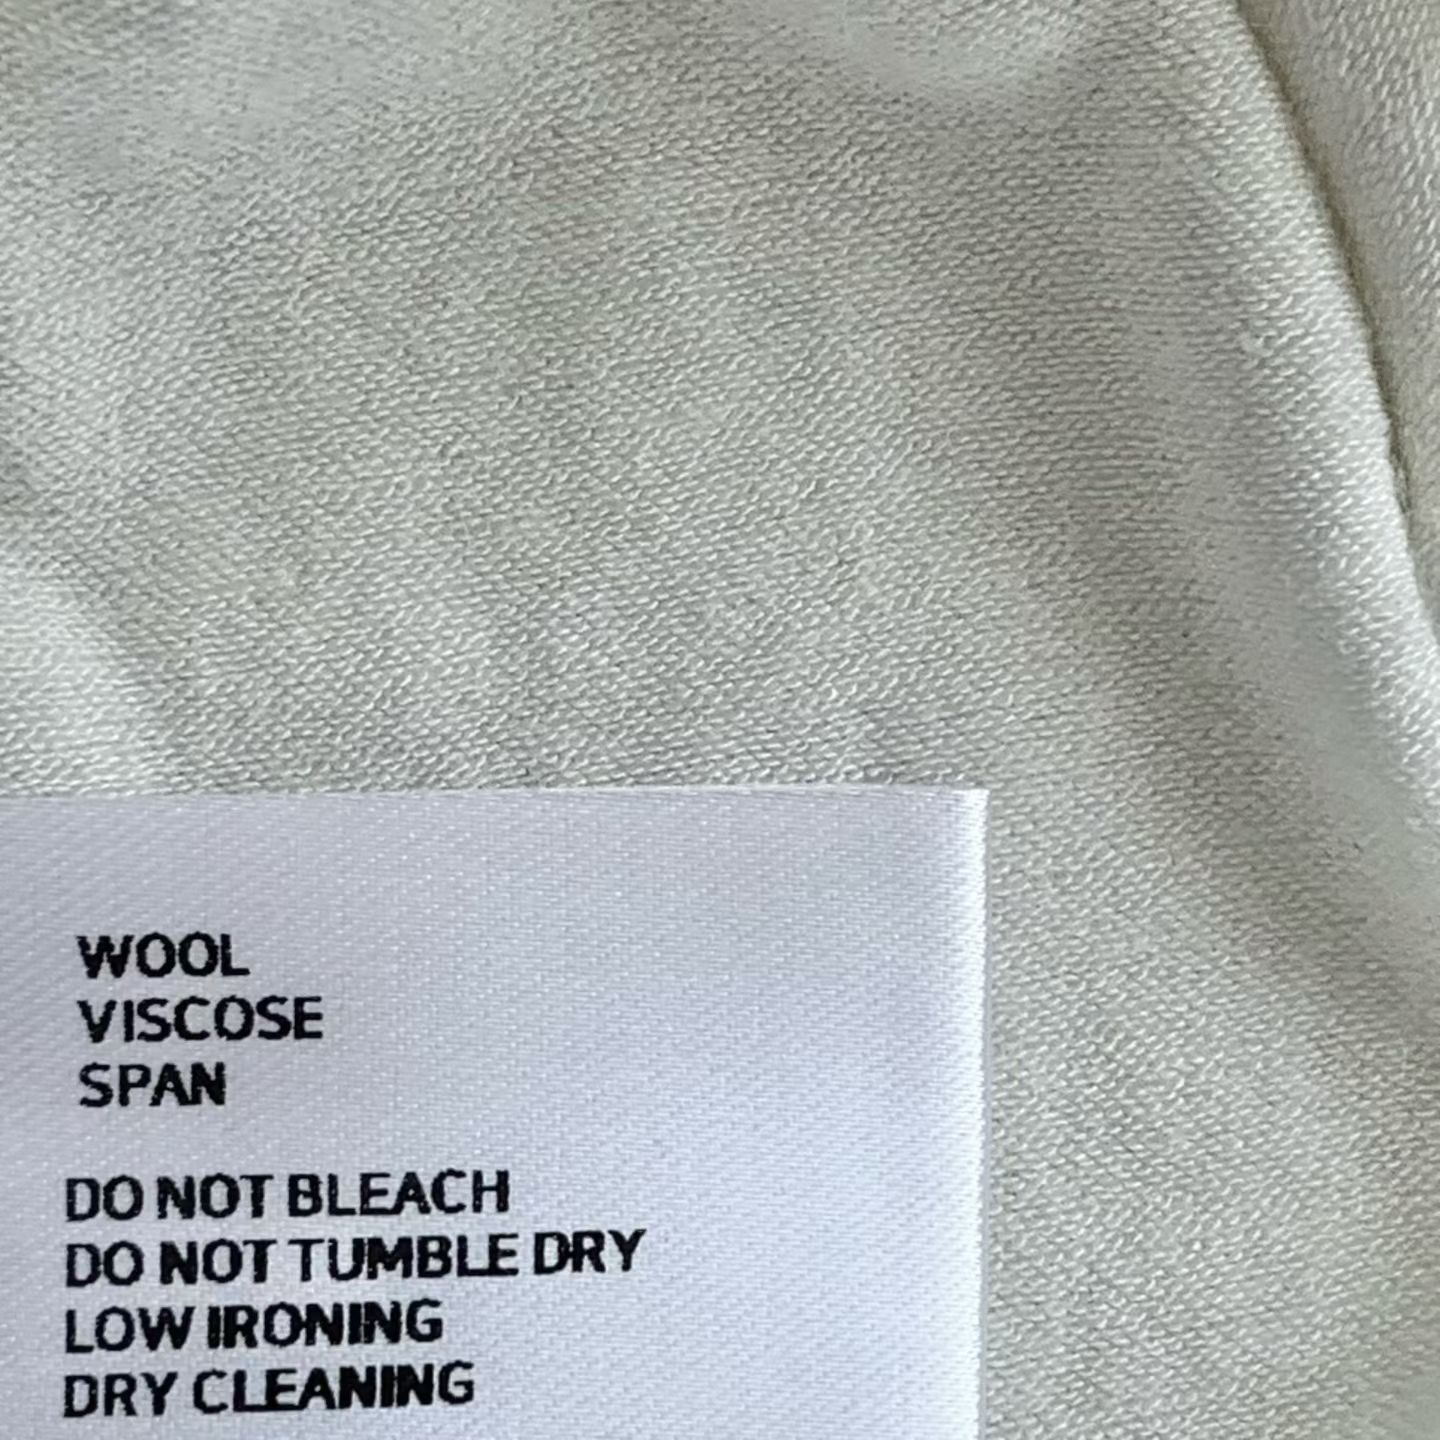 WOOL
VISCOSE
SPAN
DO NOT BLEACH
DO NOT TUMBLE DRY
LOW IRONING
DRY CLEANING